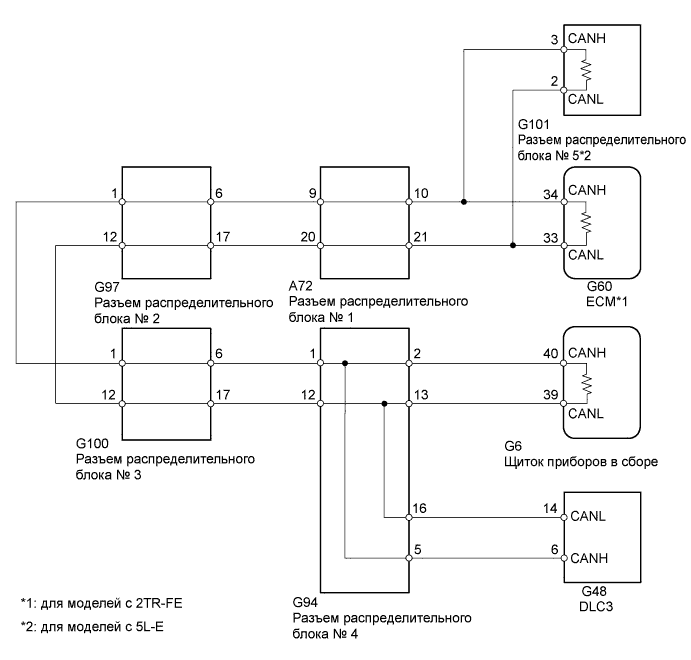 3 CANH
2 CANL
G101
Разъем распределительного
блока № 5*2
1 6 9 10 34 CANH
12 17 20 21 33 CANL
G97
Разъем распределительного
блока № 2
A72
Разъем распределительного
блока № 1
G60
ECM*1
1 6 1 2 40 CANH
12 17 12 13 39 CANL
G100
Разъем распределительного
блока № 3
G6
Щиток приборов в сборе
16 14 CANL
5 6 CANH
G48
DLC3
G94
Разъем распределительного
блока № 4
*1: для моделей с 2TR-FE
*2: для моделей с 5L-E